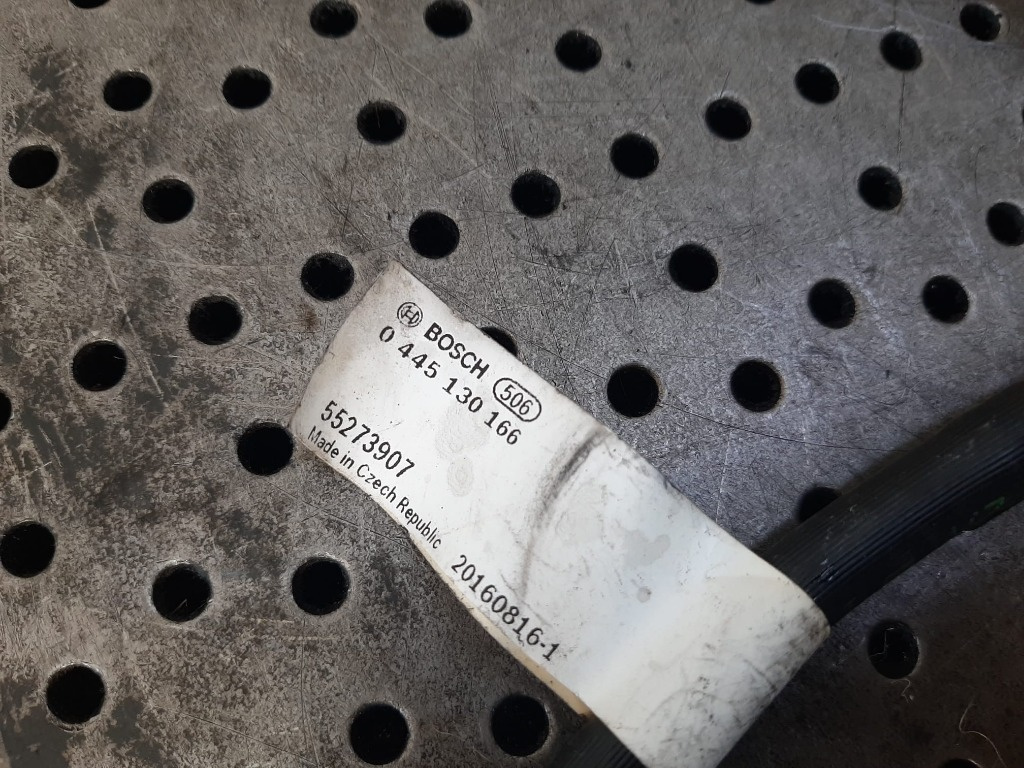 BOSCH 506
0 445 130 166
55273907
Made in Czech Republic 20160816-1